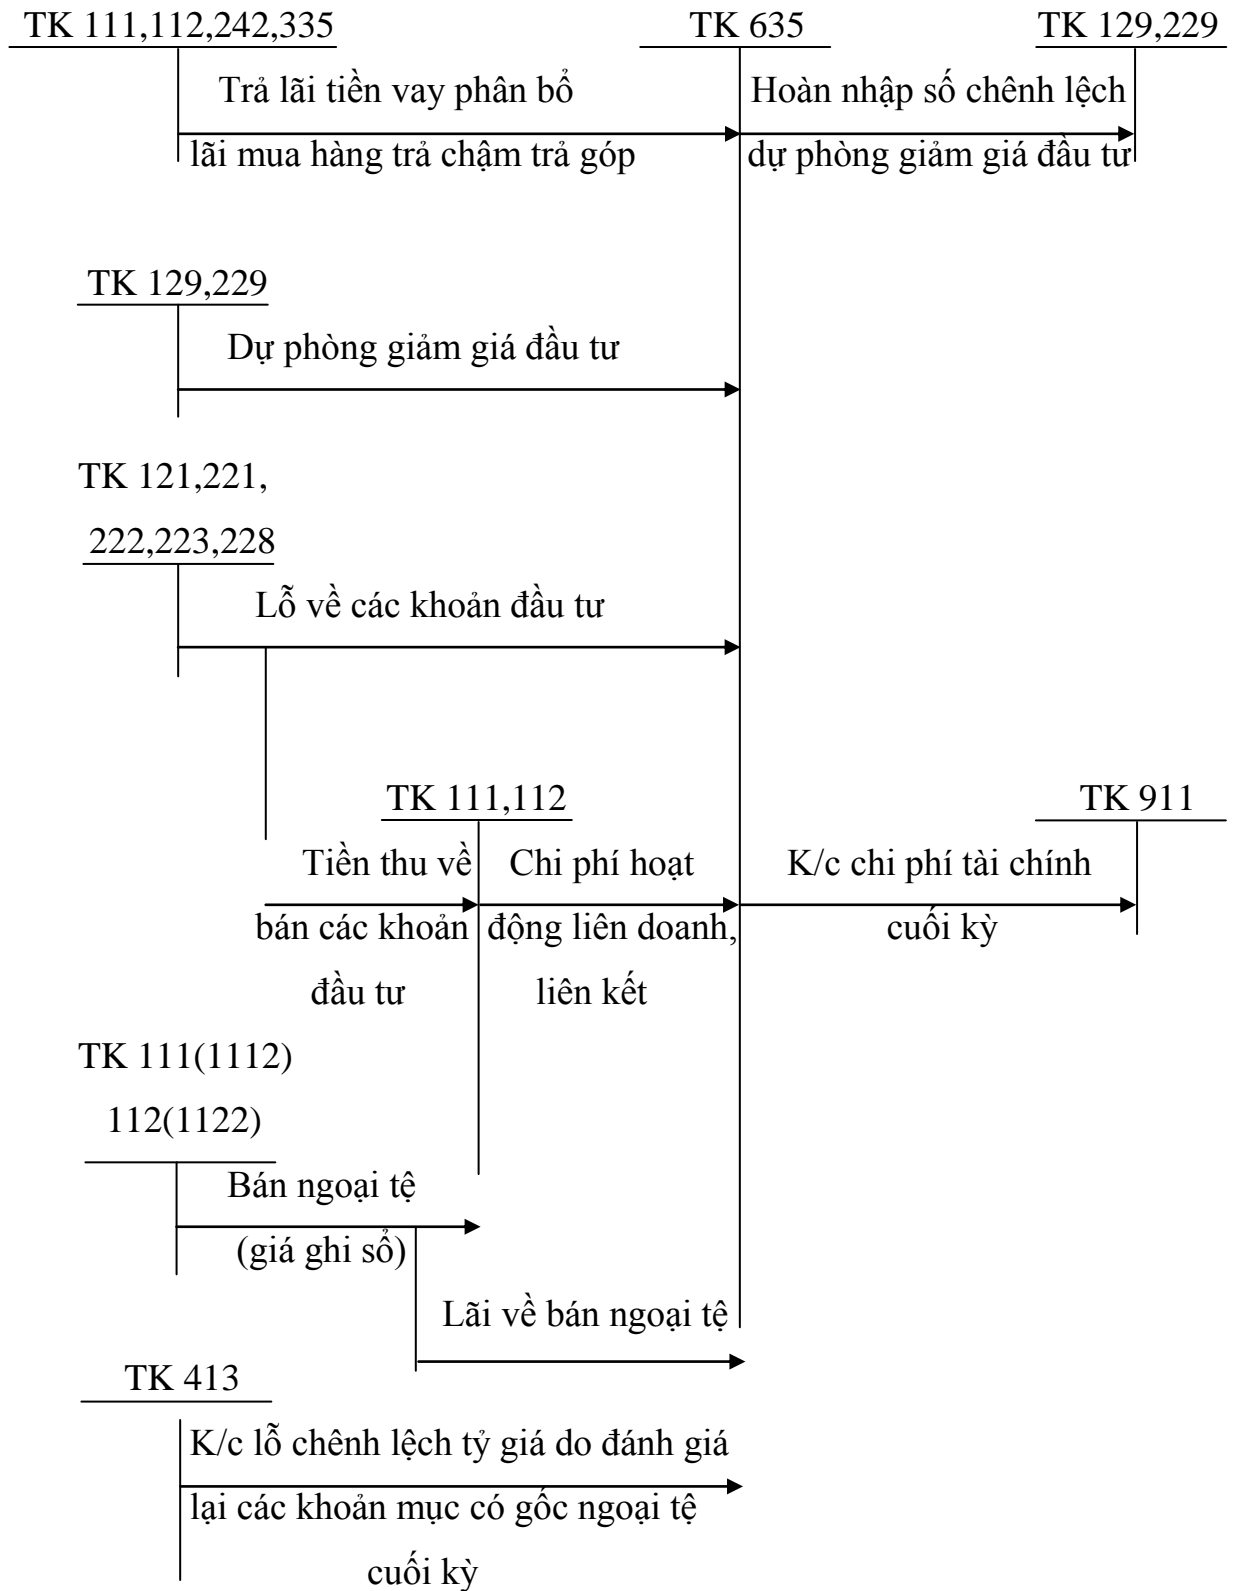 TK 111,112,242,335
TK 635
TK 129,229
Trả lãi tiền vay phân bổ
lãi mua hàng trả chậm trả góp
Hoàn nhập số chênh lệch
dự phòng giảm giá đầu tư
TK 129,229
Dự phòng giảm giá đầu tư
TK 121,221,
222,223,228
Lỗ về các khoản đầu tư
TK 111,112
TK 911
Tiền thu về
bán các khoản
đầu tư
Chi phí hoạt
động liên doanh,
liên kết
K/c chi phí tài chính
cuối kỳ
TK 111(1112)
112(1122)
Bán ngoại tệ
(giá ghi sổ)
Lãi về bán ngoại tệ
TK 413
K/c lỗ chênh lệch tỷ giá do đánh giá
lại các khoản mục có gốc ngoại tệ
cuối kỳ